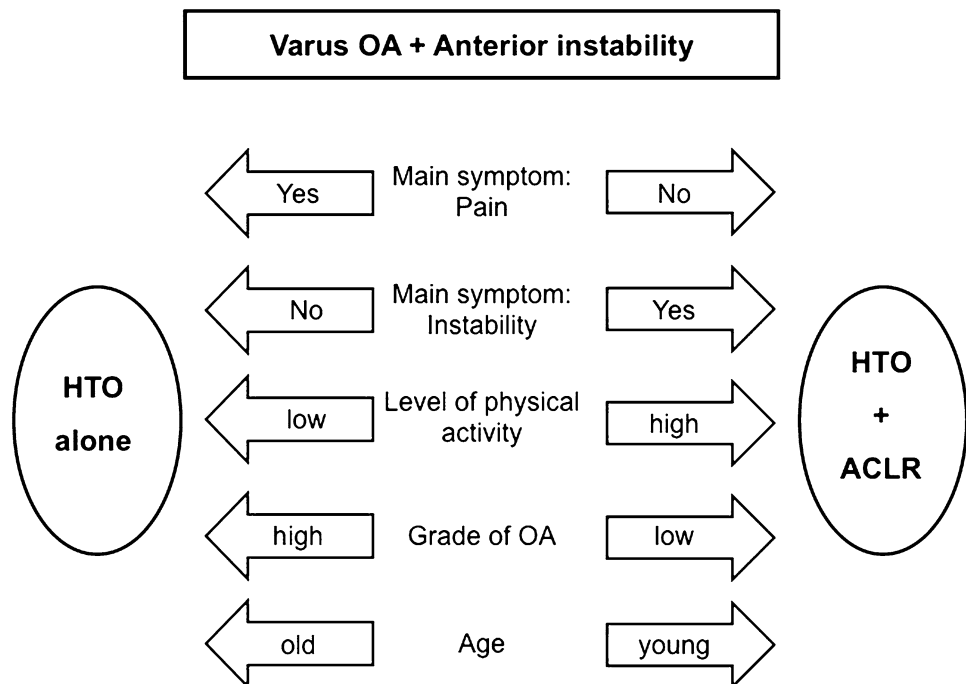 Varus OA + Anterior instability
Yes
Main symptom:
Pain
No
No
Main symptom:
Instability
Yes
HTO
alone
low
Level of physical
activity
high
HTO
+
ACLR
high
Grade of OA
low
old
Age
young